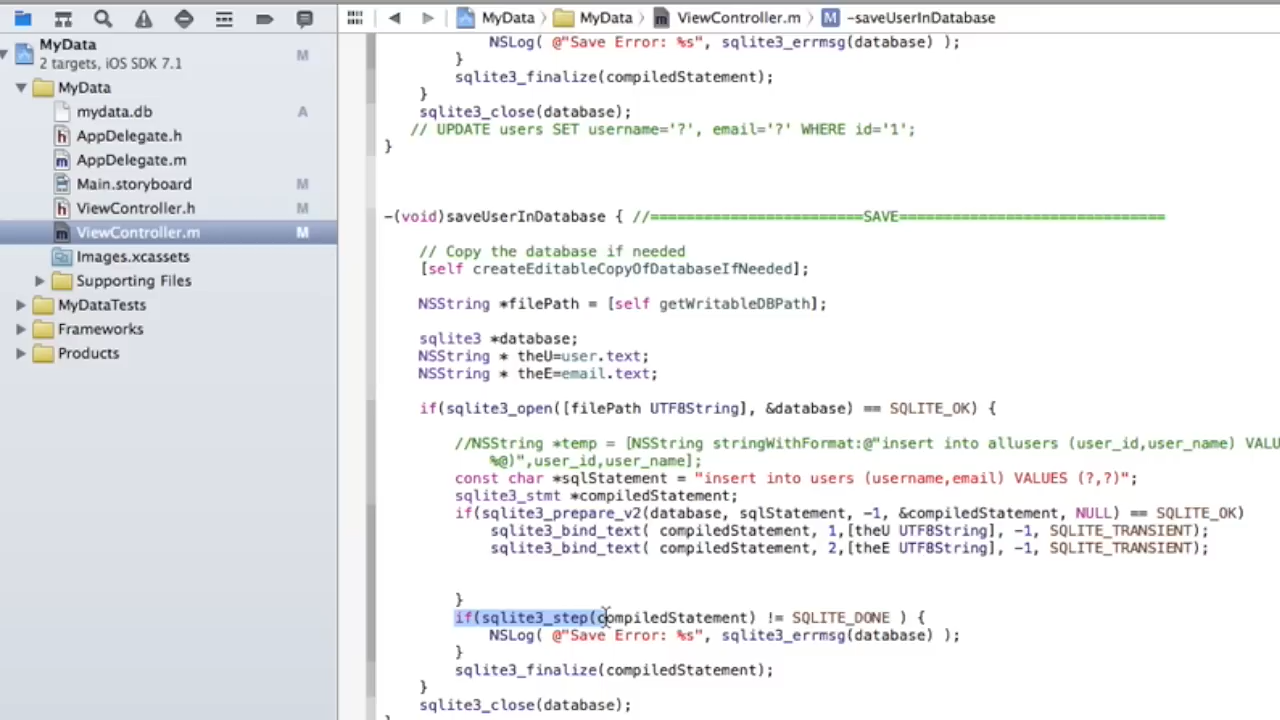 MyData
MyData
ViewController.m
M
-saveUserInDatabase
MyData
M
2 targets, iOS SDK 7.1
MyData
mydata.db
A
h
AppDelegate.h
m
AppDelegate.m
Main.storyboard
M
h
ViewController.h
M
m
ViewController.m
M
Images.xcassets
Supporting Files
MyDataTests
Frameworks
Products
NSLog( @"Save Error: %s", sqlite3_errmsg(database) );
}
sqlite3_finalize(compiledStatement);
}
sqlite3_close(database);
// UPDATE users SET username='?', email='?' WHERE id='1';
}
-(void)saveUserInDatabase { //========================SAVE==============================
// Copy the database if needed
[self createEditableCopyOfDatabaseIfNeeded];
NSString *filePath = [self getWritableDBPath];
sqlite3 *database;
NSString * theU=user.text;
NSString * theE=email.text;
if(sqlite3_open([filePath UTF8String], &database) == SQLITE_OK) {
//NSString *temp = [NSString stringWithFormat:@"insert into allusers (user_id,user_name) VALU
%@)",user_id,user_name];
const char *sqlStatement = "insert into users (username,email) VALUES (?,?)";
sqlite3_stmt *compiledStatement;
if(sqlite3_prepare_v2(database, sqlStatement, -1, &compiledStatement, NULL) == SQLITE_OK)
sqlite3_bind_text( compiledStatement, 1,[theU UTF8String], -1, SQLITE_TRANSIENT);
sqlite3_bind_text( compiledStatement, 2,[theE UTF8String], -1, SQLITE_TRANSIENT);
}
if(sqlite3_step(compiledStatement) != SQLITE_DONE ) {
NSLog( @"Save Error: %s", sqlite3_errmsg(database) );
}
sqlite3_finalize(compiledStatement);
}
sqlite3_close(database);